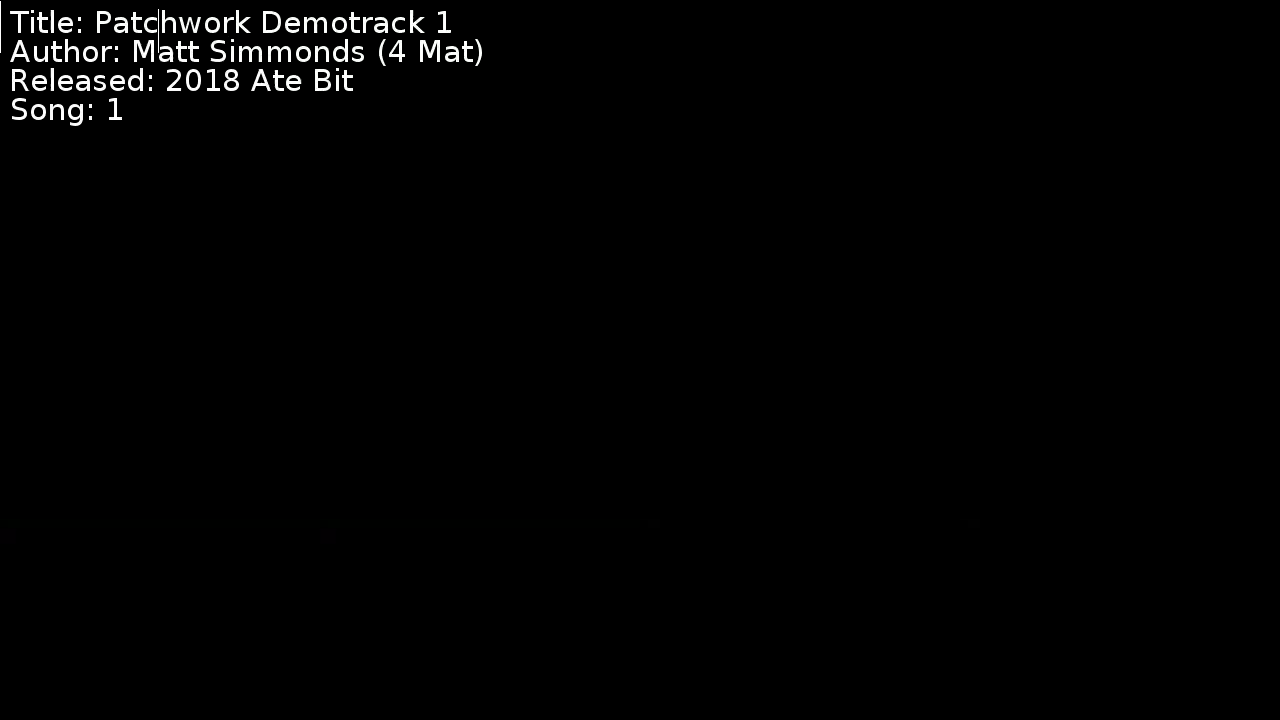 Title: Patchwork Demotrack 1
Author: Matt Simmonds (4 Mat)
Released: 2018 Ate Bit
Song: 1